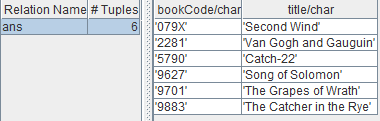 Relation Name # Tuples
ans 6
bookCode/char title/char
'079X' 'Second Wind'
'2281' 'Van Gogh and Gauguin'
'5790' 'Catch-22'
'9627' 'Song of Solomon'
'9701' 'The Grapes of Wrath'
'9883' 'The Catcher in the Rye'